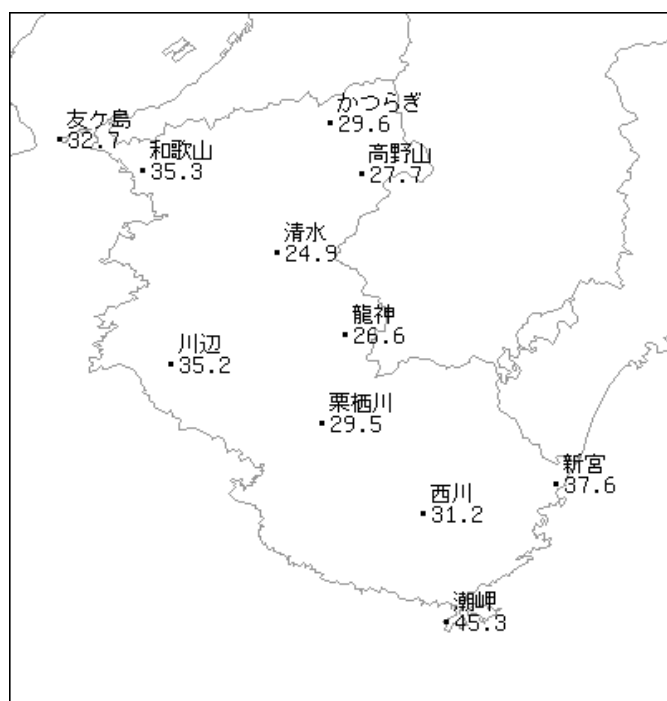 かつらぎ
29.6
友ケ島
32.7
和歌山
35.3
高野山
27.7
清水
24.9
龍神
26.6
川辺
35.2
栗栖川
29.5
新宮
37.6
西川
31.2
潮岬
45.3